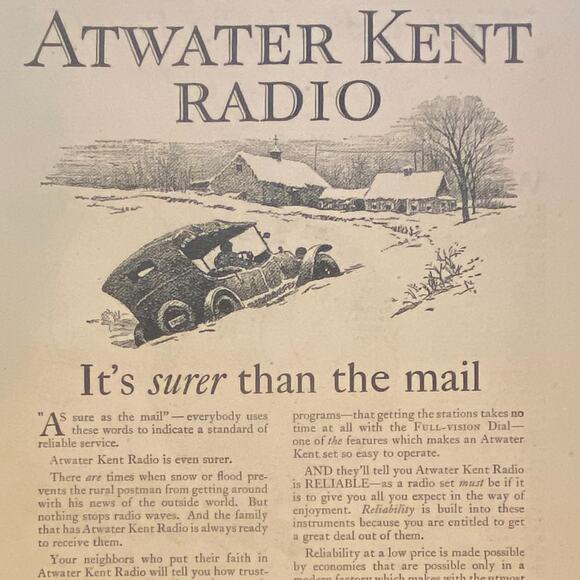 ATWATER KENT
RADIO
It's surer than the mail
"AS sure as the mail"—everybody uses
these words to indicate a standard of
reliable service.
Atwater Kent Radio is even surer.
There are times when snow or flood pre-
vents the rural postman from getting around
with his news of the outside world. But
nothing stops radio waves. And the family
that has Atwater Kent Radio is always ready
to receive them.
Your neighbors who put their faith in
Atwater Kent Radio will tell you how trust-
programs—that getting the stations takes no
time at all with the FULL-VISION Dial—
one of the features which makes an Atwater
Kent set so easy to operate.
AND they'll tell you Atwater Kent Radio
is RELIABLE—as a radio set must be if it
is to give you all you expect in the way of
enjoyment. Reliability is built into these
instruments because you are entitled to get
a great deal out of them.
Reliability at a low price is made possible
by economies that are possible only in a
modern factory which makes with the utmost